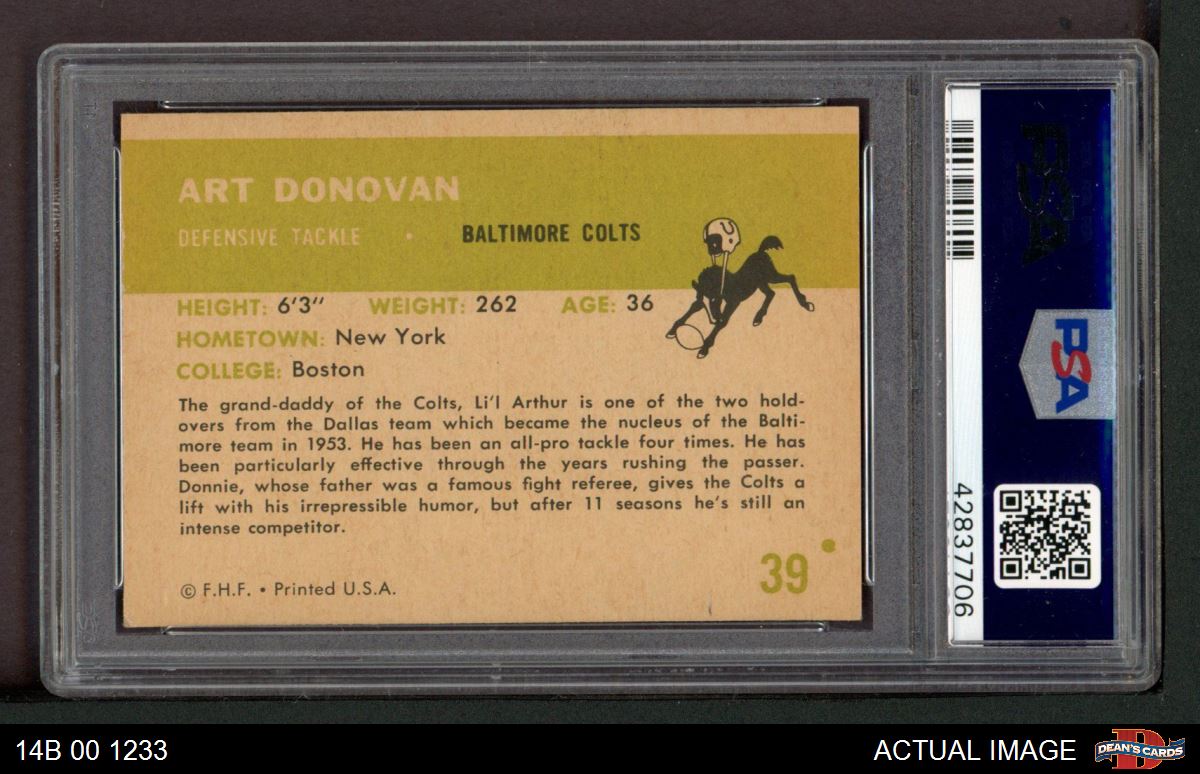 ART DONOVAN
DEFENSIVE TACKLE • BALTIMORE COLTS
HEIGHT: 6'3" WEIGHT: 262 AGE: 36
HOMETOWN: New York
COLLEGE: Boston
The grand-daddy of the Colts, Li'l Arthur is one of the two hold-
overs from the Dallas team which became the nucleus of the Balti-
more team in 1953. He has been an all-pro tackle four times. He has
been particularly effective through the years rushing the passer.
Donnie, whose father was a famous fight referee, gives the Colts a
lift with his irrepressible humor, but after 11 seasons he's still an
intense competitor.
© F.H.F. • Printed U.S.A.
39
PSA
PSA
42837706
14B 00 1233
ACTUAL IMAGE
DEAN'S CARDS